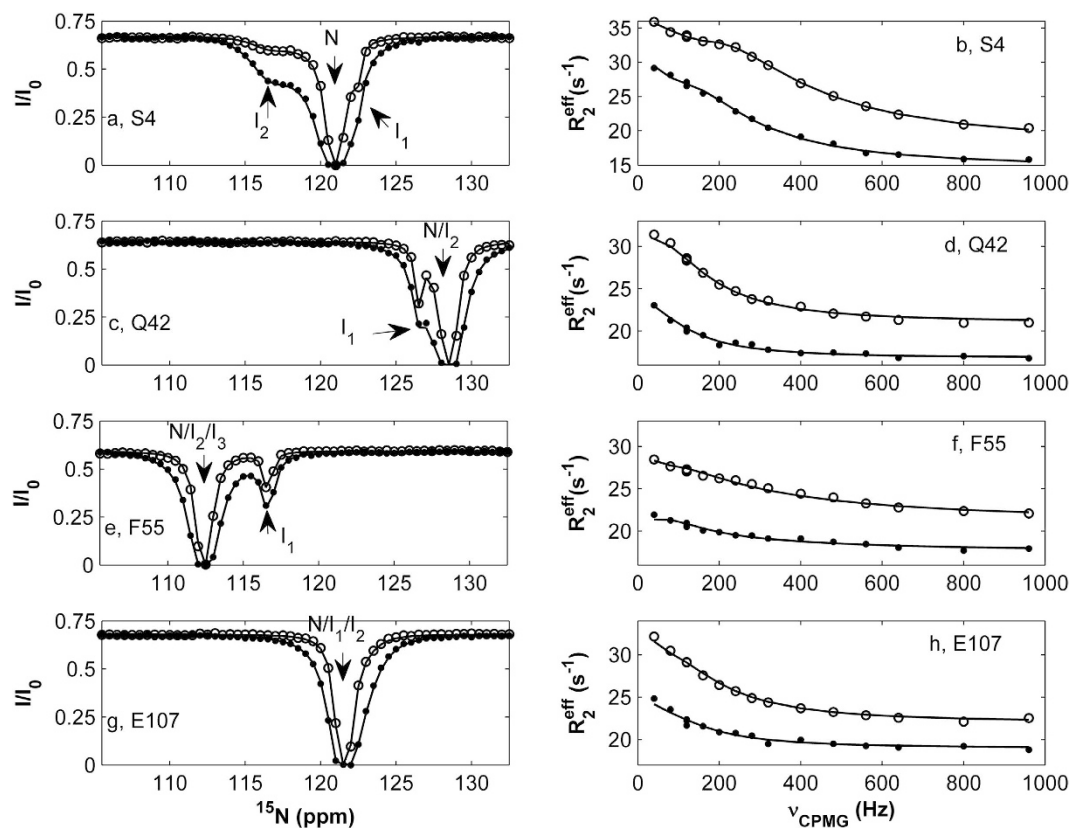 0.75
0.5
0.25
0
I/I0
N
I2
I1
a, S4
110 115 120 125 130
35
30
25
20
15
R2eff(s-1)
b, S4
0 200 400 600 800 1000
0.75
0.5
0.25
0
I/I0
N/I2
I1
c, Q42
110 115 120 125 130
30
20
R2eff(s-1)
d, Q42
0 200 400 600 800 1000
0.75
0.5
0.25
0
I/I0
N/I2/I3
I1
e, F55
110 115 120 125 130
30
20
R2eff(s-1)
f, F55
0 200 400 600 800 1000
0.75
0.5
0.25
0
I/I0
N/I1/I2
g, E107
110 115 120 125 130
15N (ppm)
30
20
R2eff(s-1)
h, E107
0 200 400 600 800 1000
νCPMG (Hz)